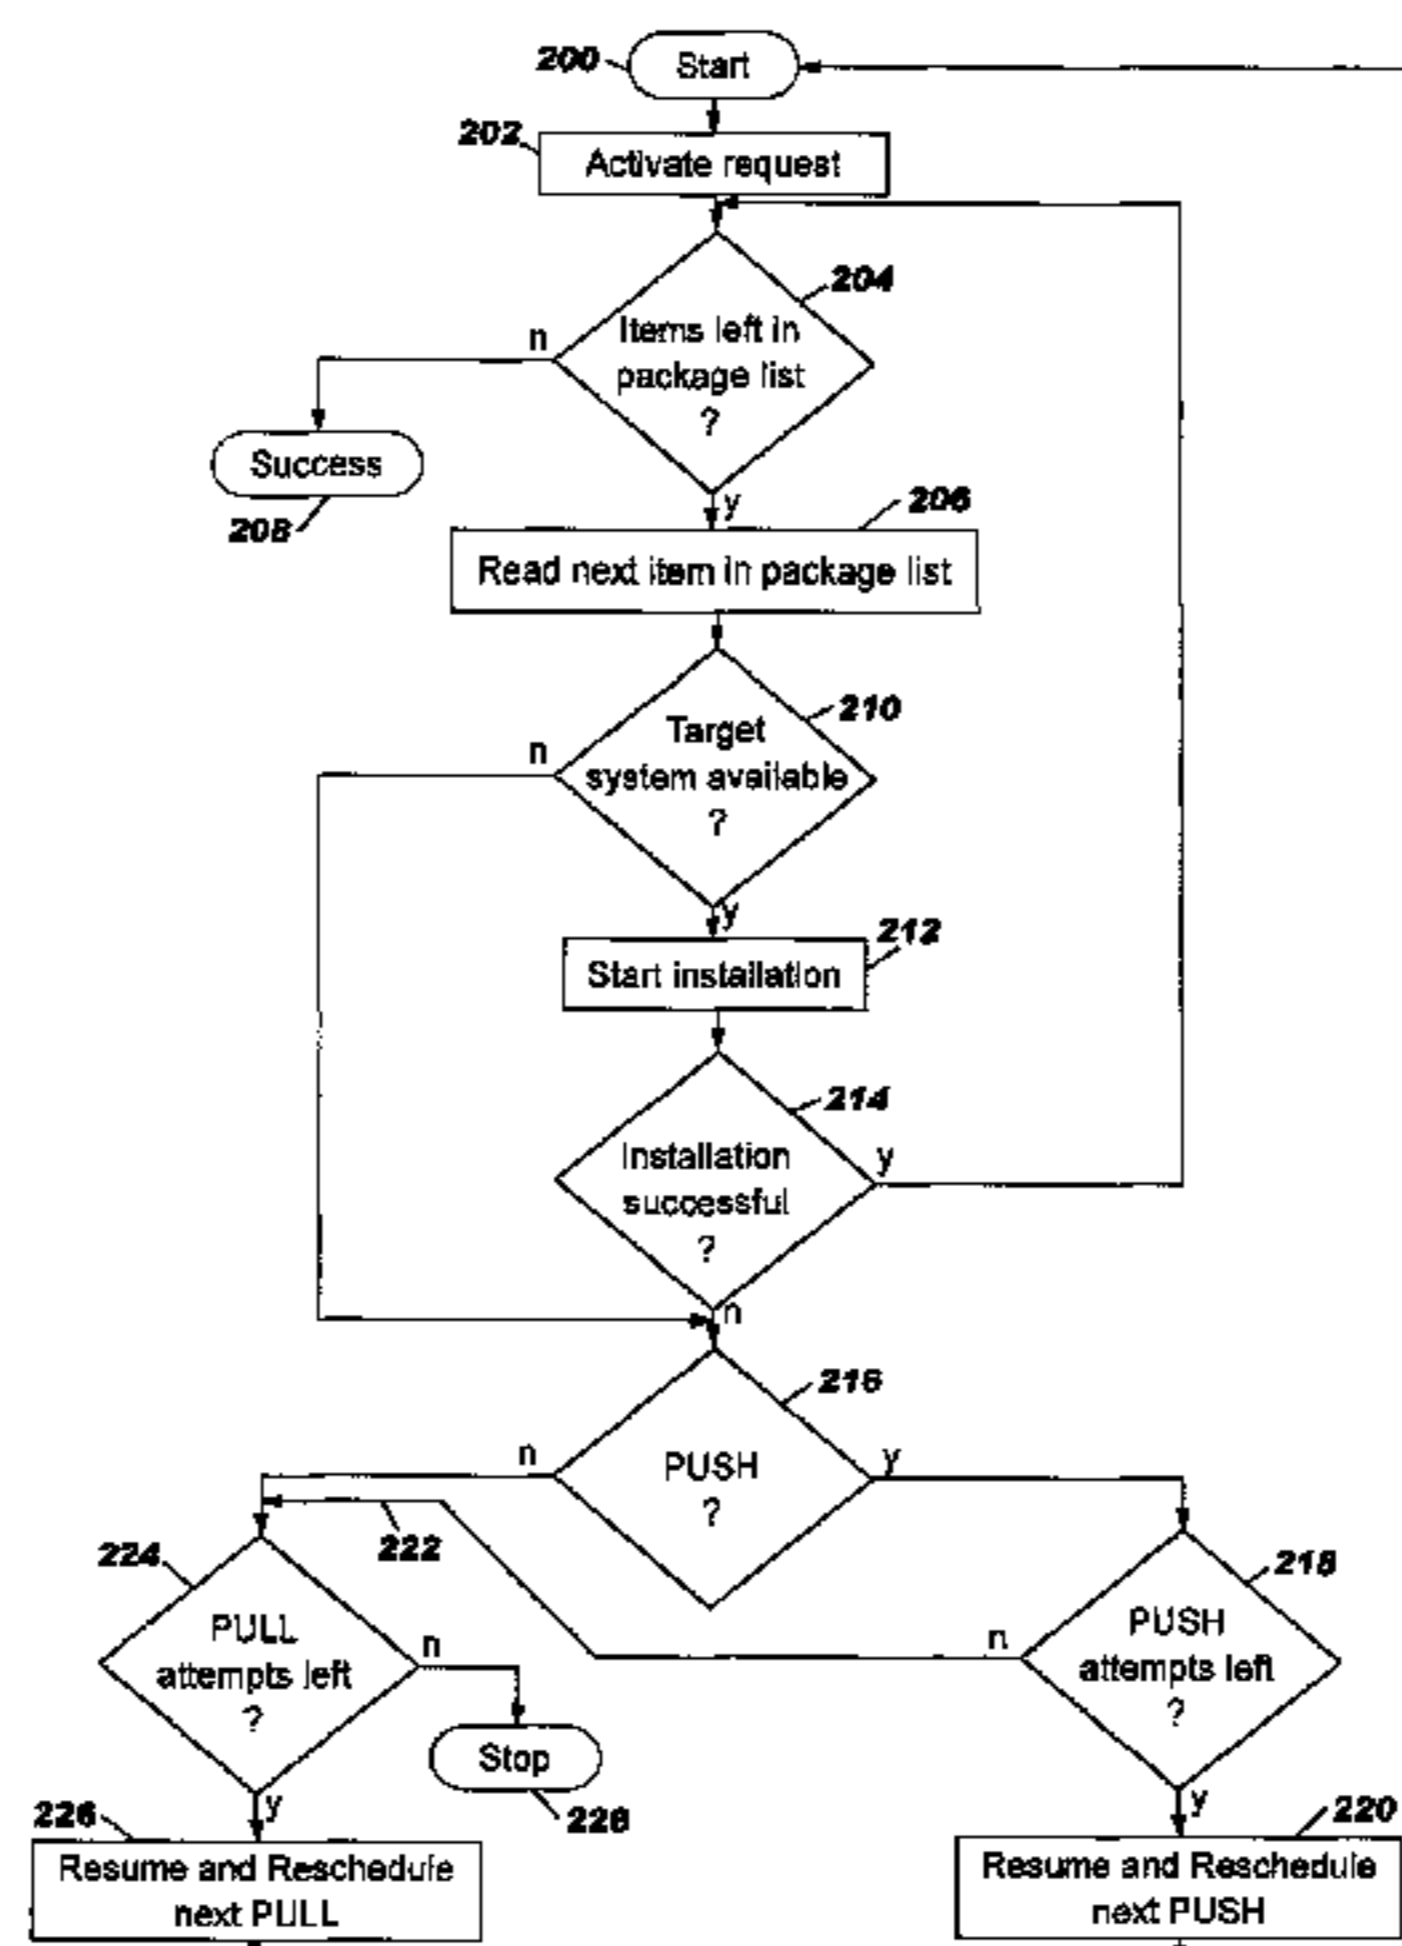 200
Start
202
Activate request
204
Items left in
package list
?
n
Success
208
y
206
Read next item in package list
210
Target
system available
?
n
y
212
Start installation
214
Installation
successful
?
y
n
216
PUSH
?
n
y
222
224
PULL
attempts left
?
n
Stop
228
218
PUSH
attempts left
?
n
y
226
Resume and Reschedule
next PULL
y
220
Resume and Reschedule
next PUSH